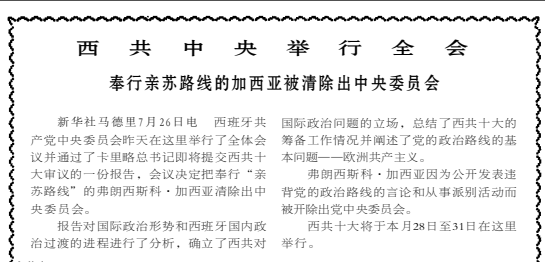 西共中央举行全会
奉行亲苏路线的加西亚被清除出中央委员会
新华社马德里7月26日电　西班牙共
产党中央委员会昨天在这里举行了全体会
议并通过了卡里略总书记即将提交西共十
大审议的一份报告，会议决定把奉行“亲
苏路线”的弗朗西斯科·加西亚清除出中
央委员会。
报告对国际政治形势和西班牙国内政
治过渡的进程进行了分析，确立了西共对
国际政治问题的立场，总结了西共十大的
筹备工作情况并阐述了党的政治路线的基
本问题——欧洲共产主义。
弗朗西斯科·加西亚因为公开发表违
背党的政治路线的言论和从事派别活动而
被开除出党中央委员会。
西共十大将于本月28日至31日在这里
举行。